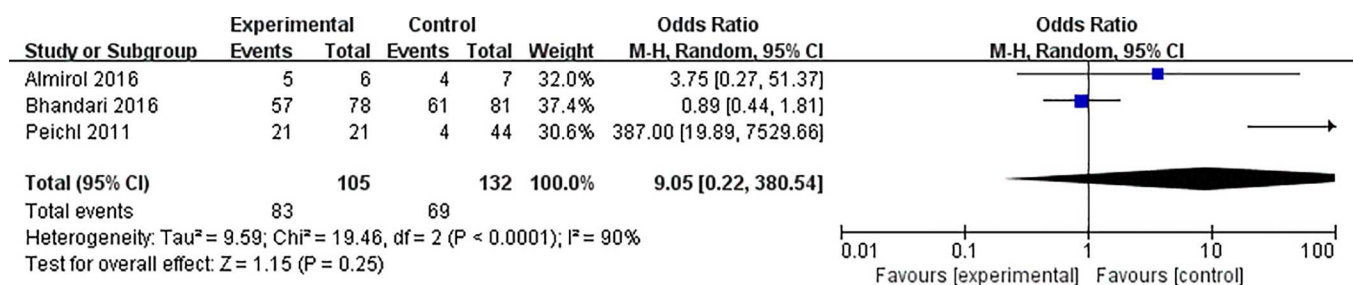 Experimental Control Odds Ratio Odds Ratio
Study or Subgroup Events Total Events Total Weight M-H, Random, 95% CI M-H, Random, 95% CI
Almirol 2016 5 6 4 7 32.0% 3.75 [0.27, 51.37]
Bhandari 2016 57 78 61 81 37.4% 0.89 [0.44, 1.81]
Peichl 2011 21 21 4 44 30.6% 387.00 [19.89, 7529.66]
Total (95% CI) 105 132 100.0% 9.05 [0.22, 380.54]
Total events 83 69
Heterogeneity: Tau² = 9.59; Chi² = 19.46, df = 2 (P < 0.0001); I² = 90%
Test for overall effect: Z = 1.15 (P = 0.25)
0.01 0.1 1 10 100
Favours [experimental] Favours [control]